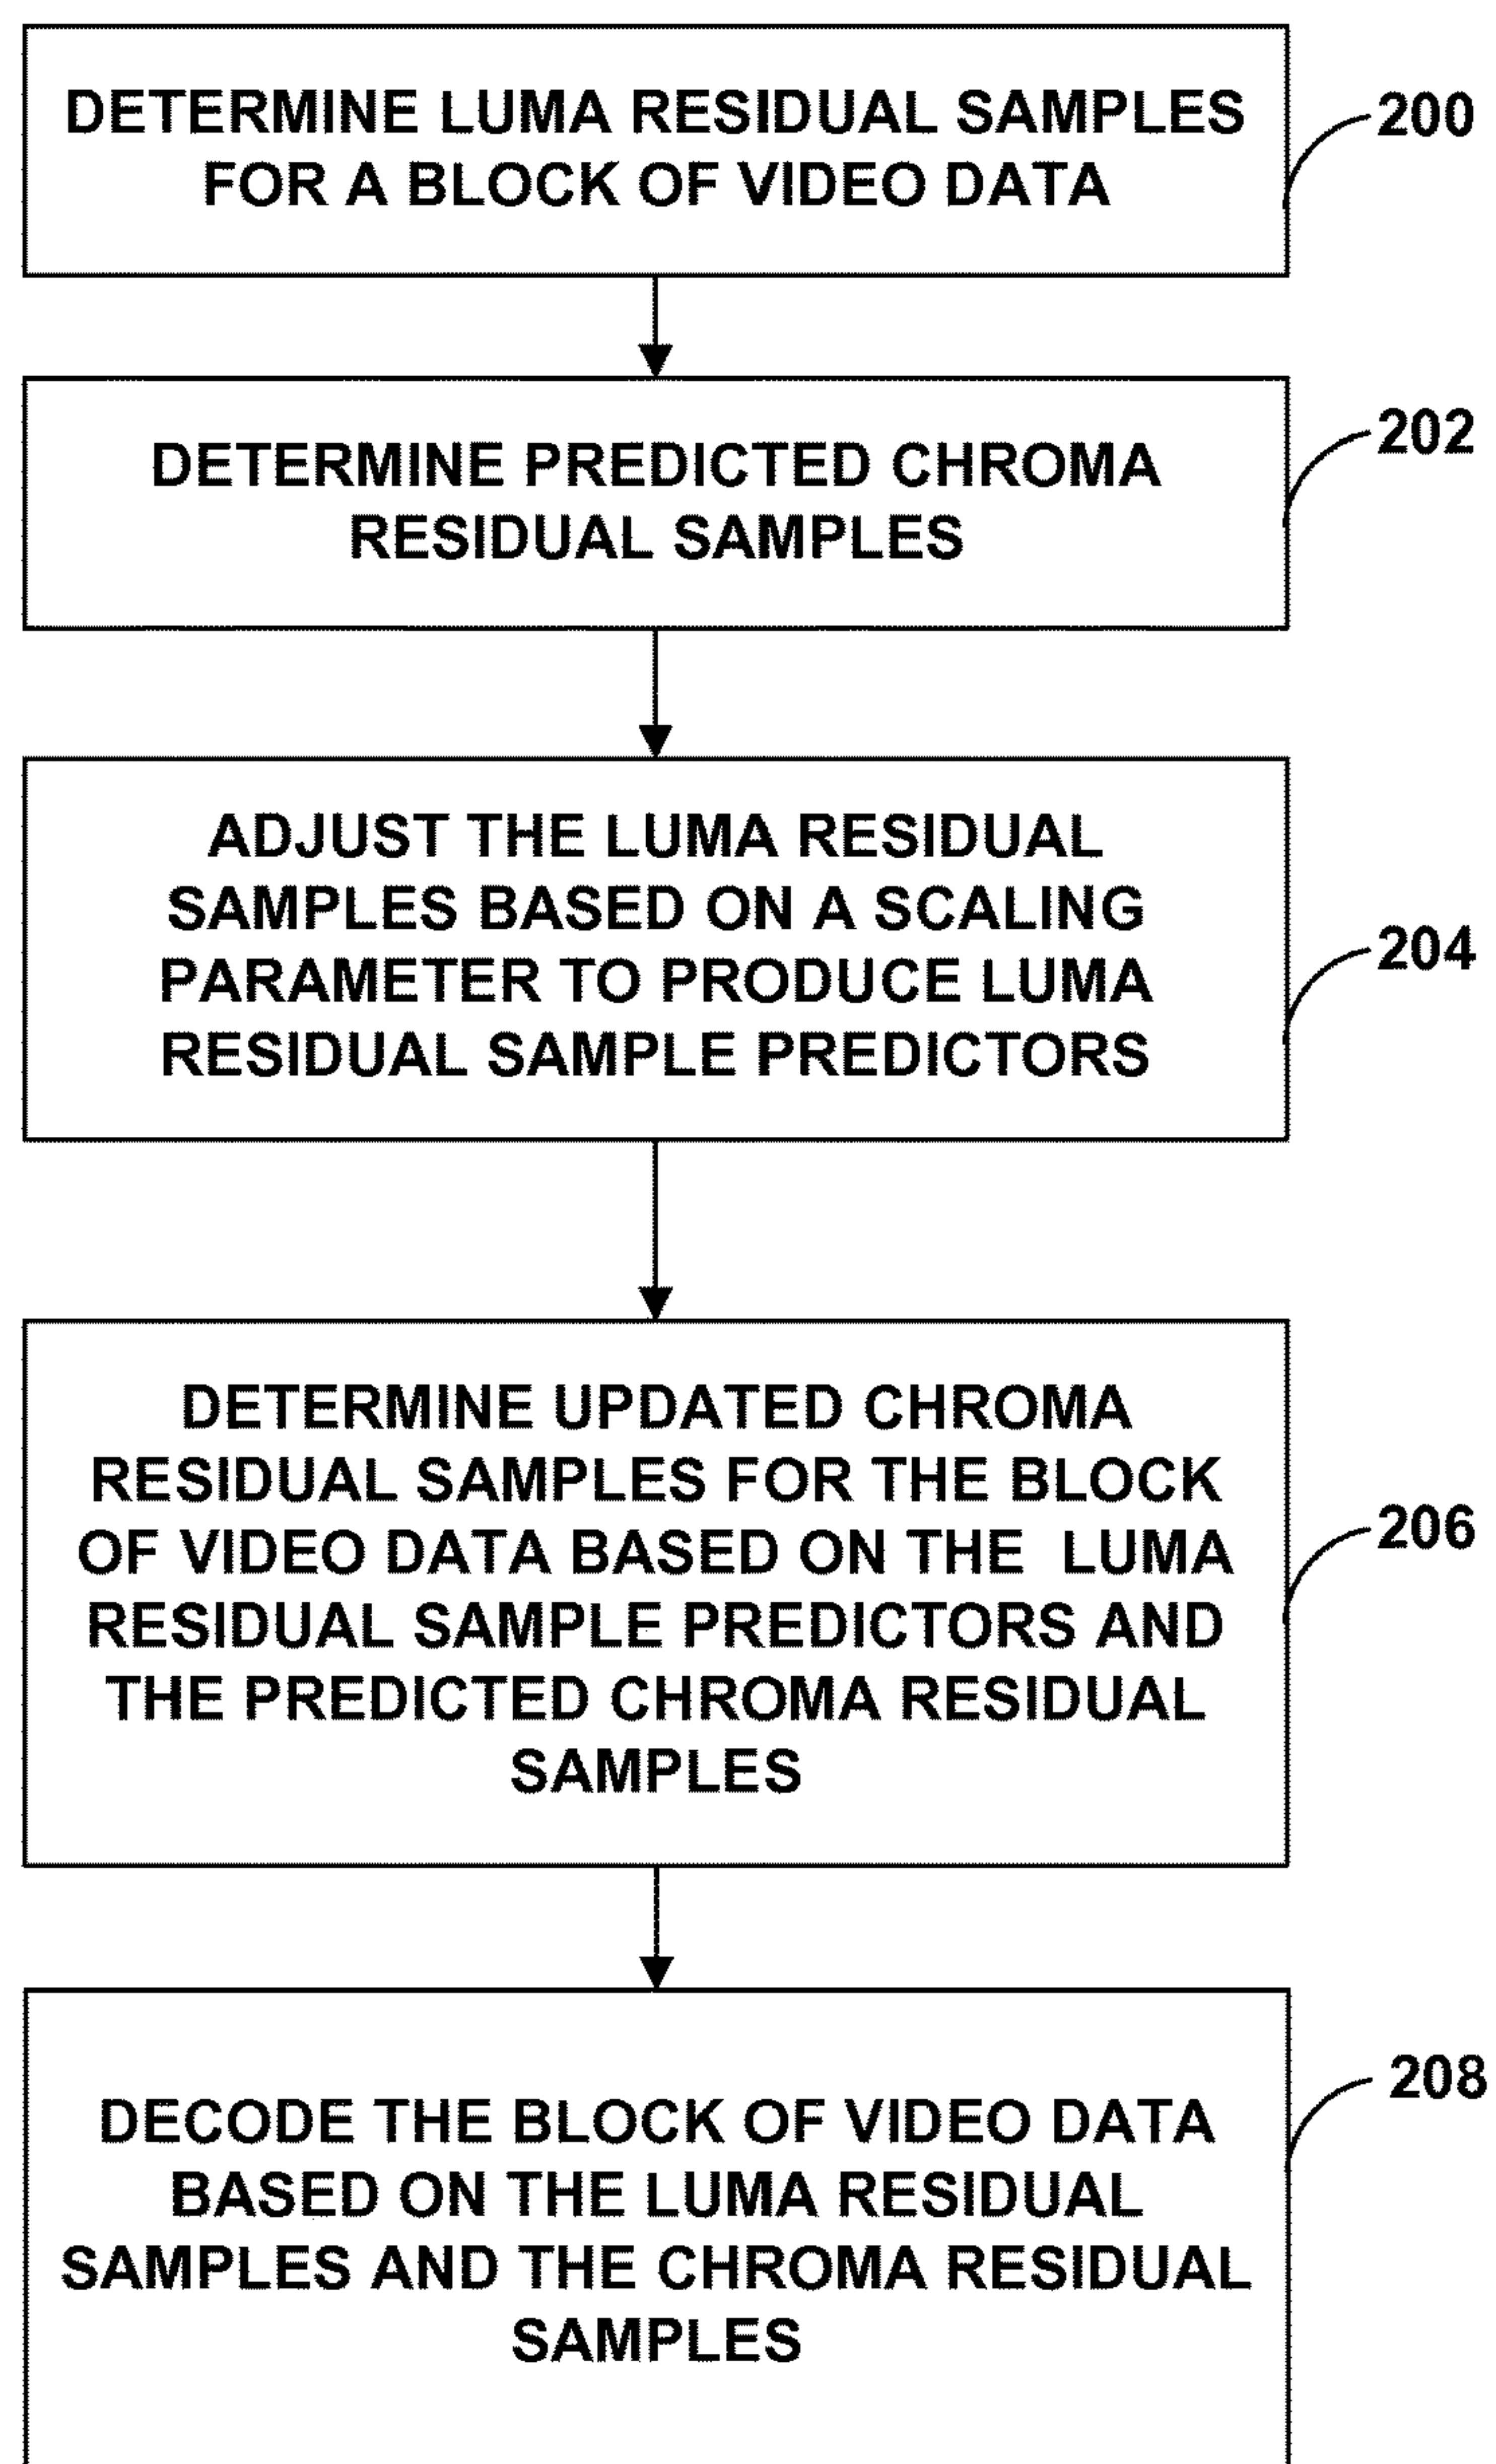 DETERMINE LUMA RESIDUAL SAMPLES
FOR A BLOCK OF VIDEO DATA
200
DETERMINE PREDICTED CHROMA
RESIDUAL SAMPLES
202
ADJUST THE LUMA RESIDUAL
SAMPLES BASED ON A SCALING
PARAMETER TO PRODUCE LUMA
RESIDUAL SAMPLE PREDICTORS
204
DETERMINE UPDATED CHROMA
RESIDUAL SAMPLES FOR THE BLOCK
OF VIDEO DATA BASED ON THE LUMA
RESIDUAL SAMPLE PREDICTORS AND
THE PREDICTED CHROMA RESIDUAL
SAMPLES
206
DECODE THE BLOCK OF VIDEO DATA
BASED ON THE LUMA RESIDUAL
SAMPLES AND THE CHROMA RESIDUAL
SAMPLES
208